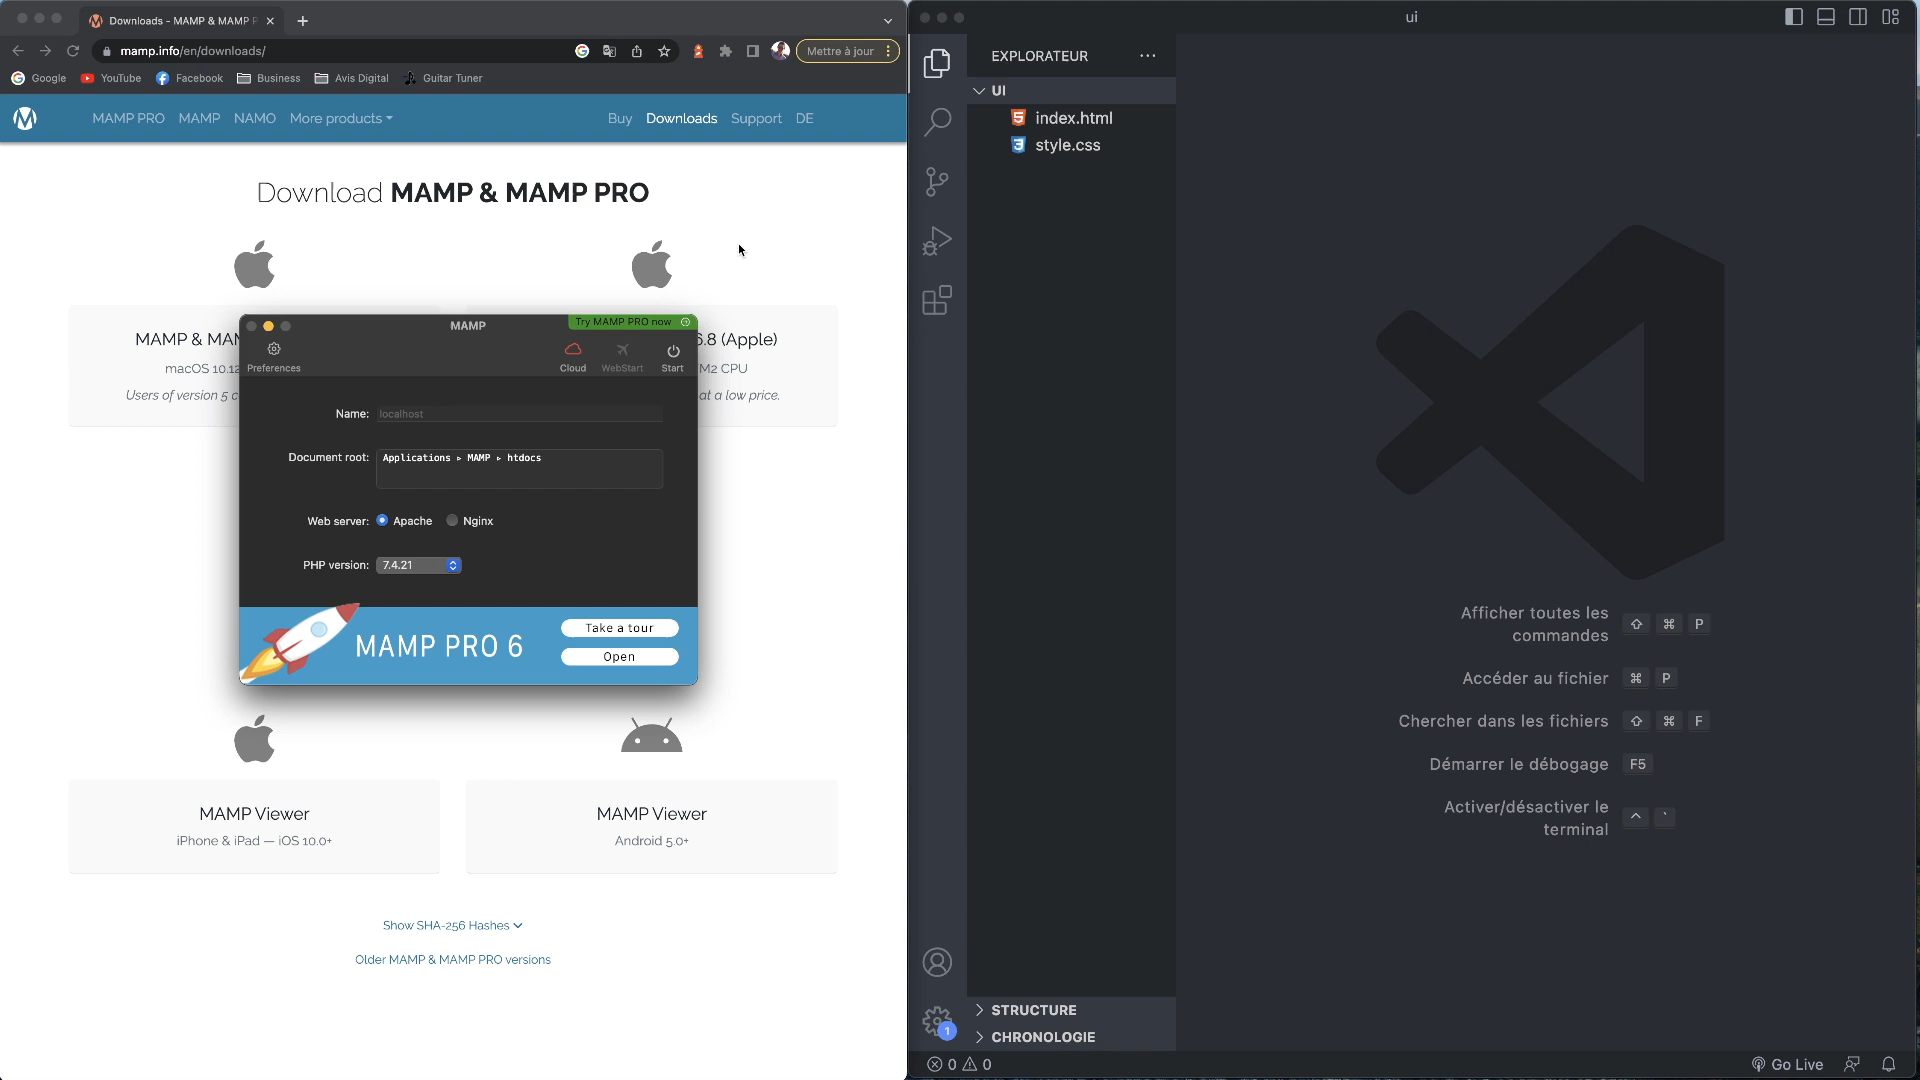 Downloads - MAMP & MAMP P
mamp.info/en/downloads/
Mettre à jour
Google
YouTube
Facebook
Business
Avis Digital
Guitar Tuner
MAMP PRO
MAMP
NAMO
More products
Buy
Downloads
Support
DE
Download MAMP & MAMP PRO
MAMP & MAM
macOS 10.12
Users of version 5 c
6.8 (Apple)
M2 CPU
at a low price.
MAMP
Try MAMP PRO now
Preferences
Cloud
WebStart
Start
Name: localhost
Document root: Applications ▸ MAMP ▸ htdocs
Web server: Apache Nginx
PHP version: 7.4.21
MAMP PRO 6
Take a tour
Open
MAMP Viewer
iPhone & iPad — iOS 10.0+
MAMP Viewer
Android 5.0+
Show SHA-256 Hashes
Older MAMP & MAMP PRO versions
ui
EXPLORATEUR
UI
index.html
style.css
Afficher toutes les
commandes ⇧ ⌘ P
Accéder au fichier ⌘ P
Chercher dans les fichiers ⇧ ⌘ F
Démarrer le débogage F5
Activer/désactiver le
terminal ^ `
1
STRUCTURE
CHRONOLOGIE
0 0
Go Live